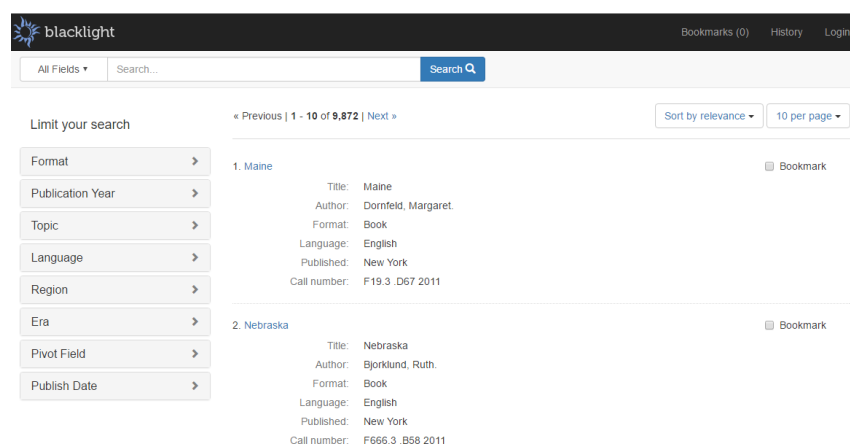 blacklight
Bookmarks (0) History Login
All Fields Search... Search
Limit your search
Format
Publication Year
Topic
Language
Region
Era
Pivot Field
Publish Date
« Previous | 1 - 10 of 9,872 | Next »
Sort by relevance 10 per page
1. Maine Bookmark
Title: Maine
Author: Dornfeld, Margaret.
Format: Book
Language: English
Published: New York
Call number: F19.3 .D67 2011
2. Nebraska Bookmark
Title: Nebraska
Author: Bjorklund, Ruth.
Format: Book
Language: English
Published: New York
Call number: F666.3 .B58 2011